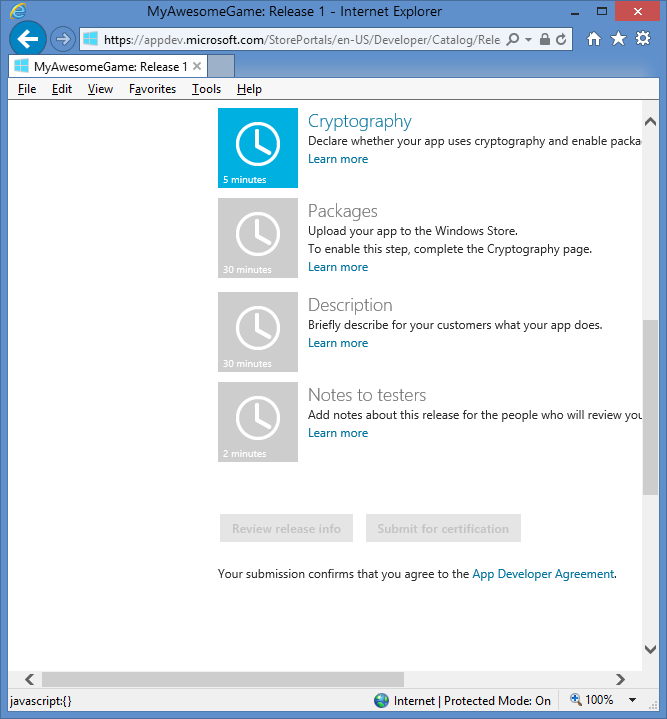 MyAwesomeGame: Release 1 - Internet Explorer
https://appdev.microsoft.com/StorePortals/en-US/Developer/Catalog/Rele
MyAwesomeGame: Release 1
File Edit View Favorites Tools Help
Cryptography
Declare whether your app uses cryptography and enable packa
Learn more
5 minutes
Packages
Upload your app to the Windows Store.
To enable this step, complete the Cryptography page.
Learn more
30 minutes
Description
Briefly describe for your customers what your app does.
Learn more
30 minutes
Notes to testers
Add notes about this release for the people who will review you
Learn more
2 minutes
Review release info Submit for certification
Your submission confirms that you agree to the App Developer Agreement.
javascript:{} Internet | Protected Mode: On 100%